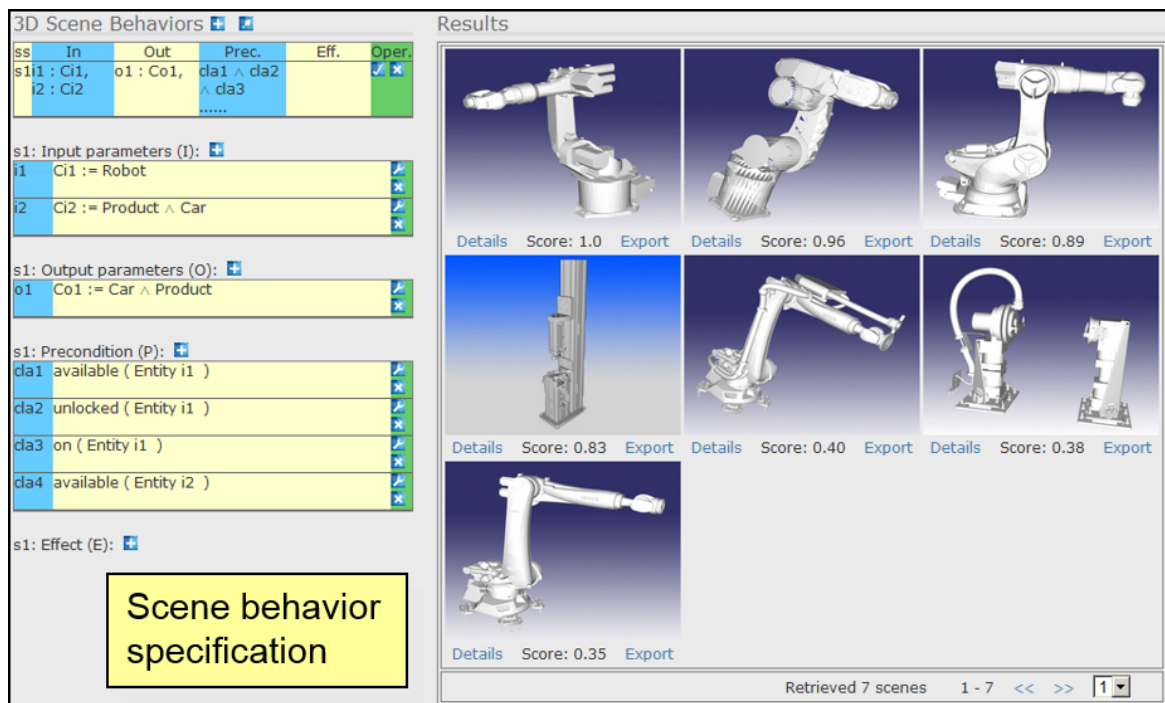 3D Scene Behaviors
ss In Out Prec. Eff. Oper.
s1 i1 : Ci1, o1 : Co1, cla1 ∧ cla2
i2 : Ci2 ∧ cla3
......
s1: Input parameters (I):
i1 Ci1 := Robot
i2 Ci2 := Product ∧ Car
s1: Output parameters (O):
o1 Co1 := Car ∧ Product
s1: Precondition (P):
cla1 available ( Entity i1 )
cla2 unlocked ( Entity i1 )
cla3 on ( Entity i1 )
cla4 available ( Entity i2 )
s1: Effect (E):
Scene behavior
specification
Results
Details Score: 1.0 Export Details Score: 0.96 Export Details Score: 0.89 Export
Details Score: 0.83 Export Details Score: 0.40 Export Details Score: 0.38 Export
Details Score: 0.35 Export
Retrieved 7 scenes 1 - 7 << >> 1